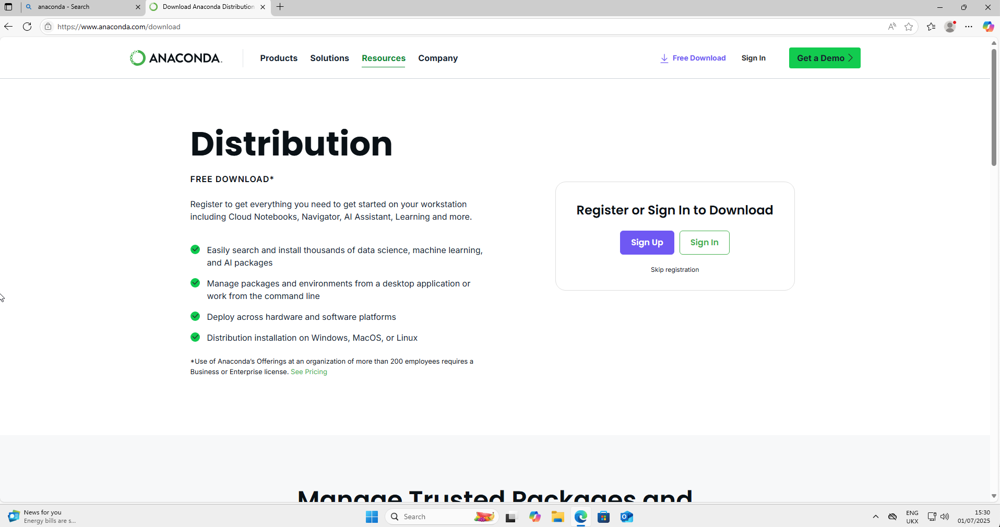 anaconda - Search
Download Anaconda Distribution
https://www.anaconda.com/download
ANACONDA.
Products Solutions Resources Company
Free Download Sign In Get a Demo
Distribution
FREE DOWNLOAD*
Register to get everything you need to get started on your workstation
including Cloud Notebooks, Navigator, AI Assistant, Learning and more.
Easily search and install thousands of data science, machine learning,
and AI packages
Manage packages and environments from a desktop application or
work from the command line
Deploy across hardware and software platforms
Distribution installation on Windows, MacOS, or Linux
*Use of Anaconda's Offerings at an organization of more than 200 employees requires a
Business or Enterprise license. See Pricing
Register or Sign In to Download
Sign Up Sign In
Skip registration
Manage Trusted Packages and
News for you
Energy bills are s...
Search
ENG
UKX
15:30
01/07/2025